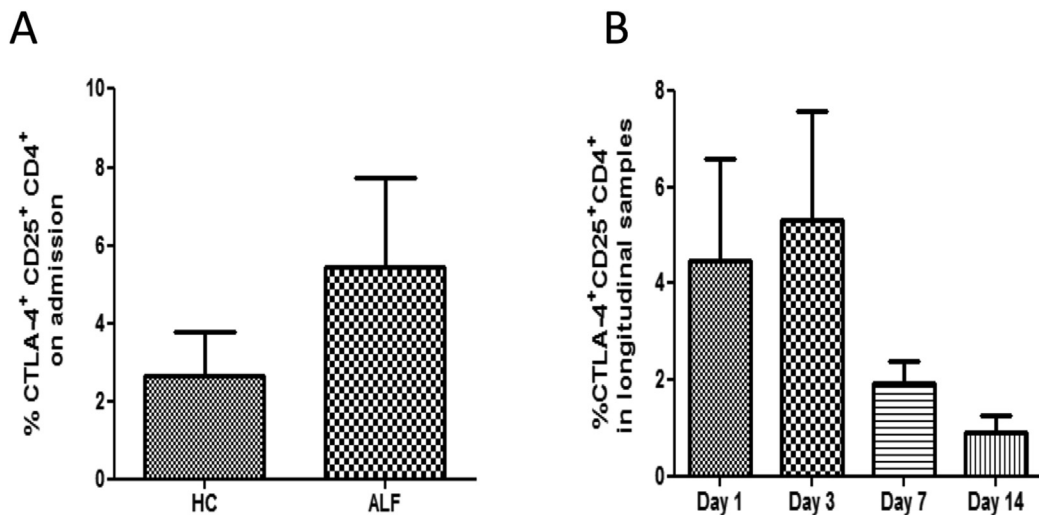 A
% CTLA-4⁺ CD25⁺ CD4⁺
on admission
10
8
6
4
2
0
HC
ALF
B
%CTLA-4⁺CD25⁺CD4⁺
in longitudinal samples
8
6
4
2
0
Day 1
Day 3
Day 7
Day 14